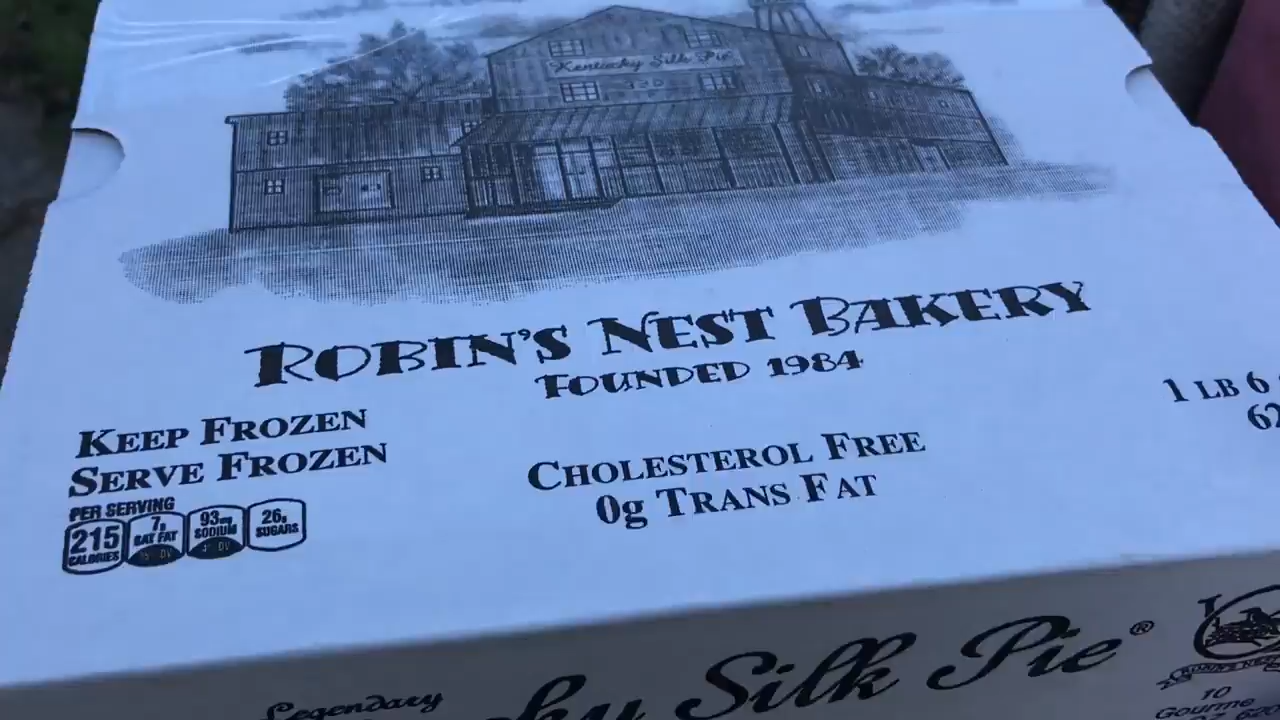 Kentucky Silk Pie
ROBIN'S NEST BAKERY
FOUNDED 1984
KEEP FROZEN
SERVE FROZEN
CHOLESTEROL FREE
0g TRANS FAT
1 LB 6
62
PER SERVING
215 CALORIES
7g SAT FAT
93mg SODIUM
26g SUGARS
Legendary
Silk Pie®
10
Gourme